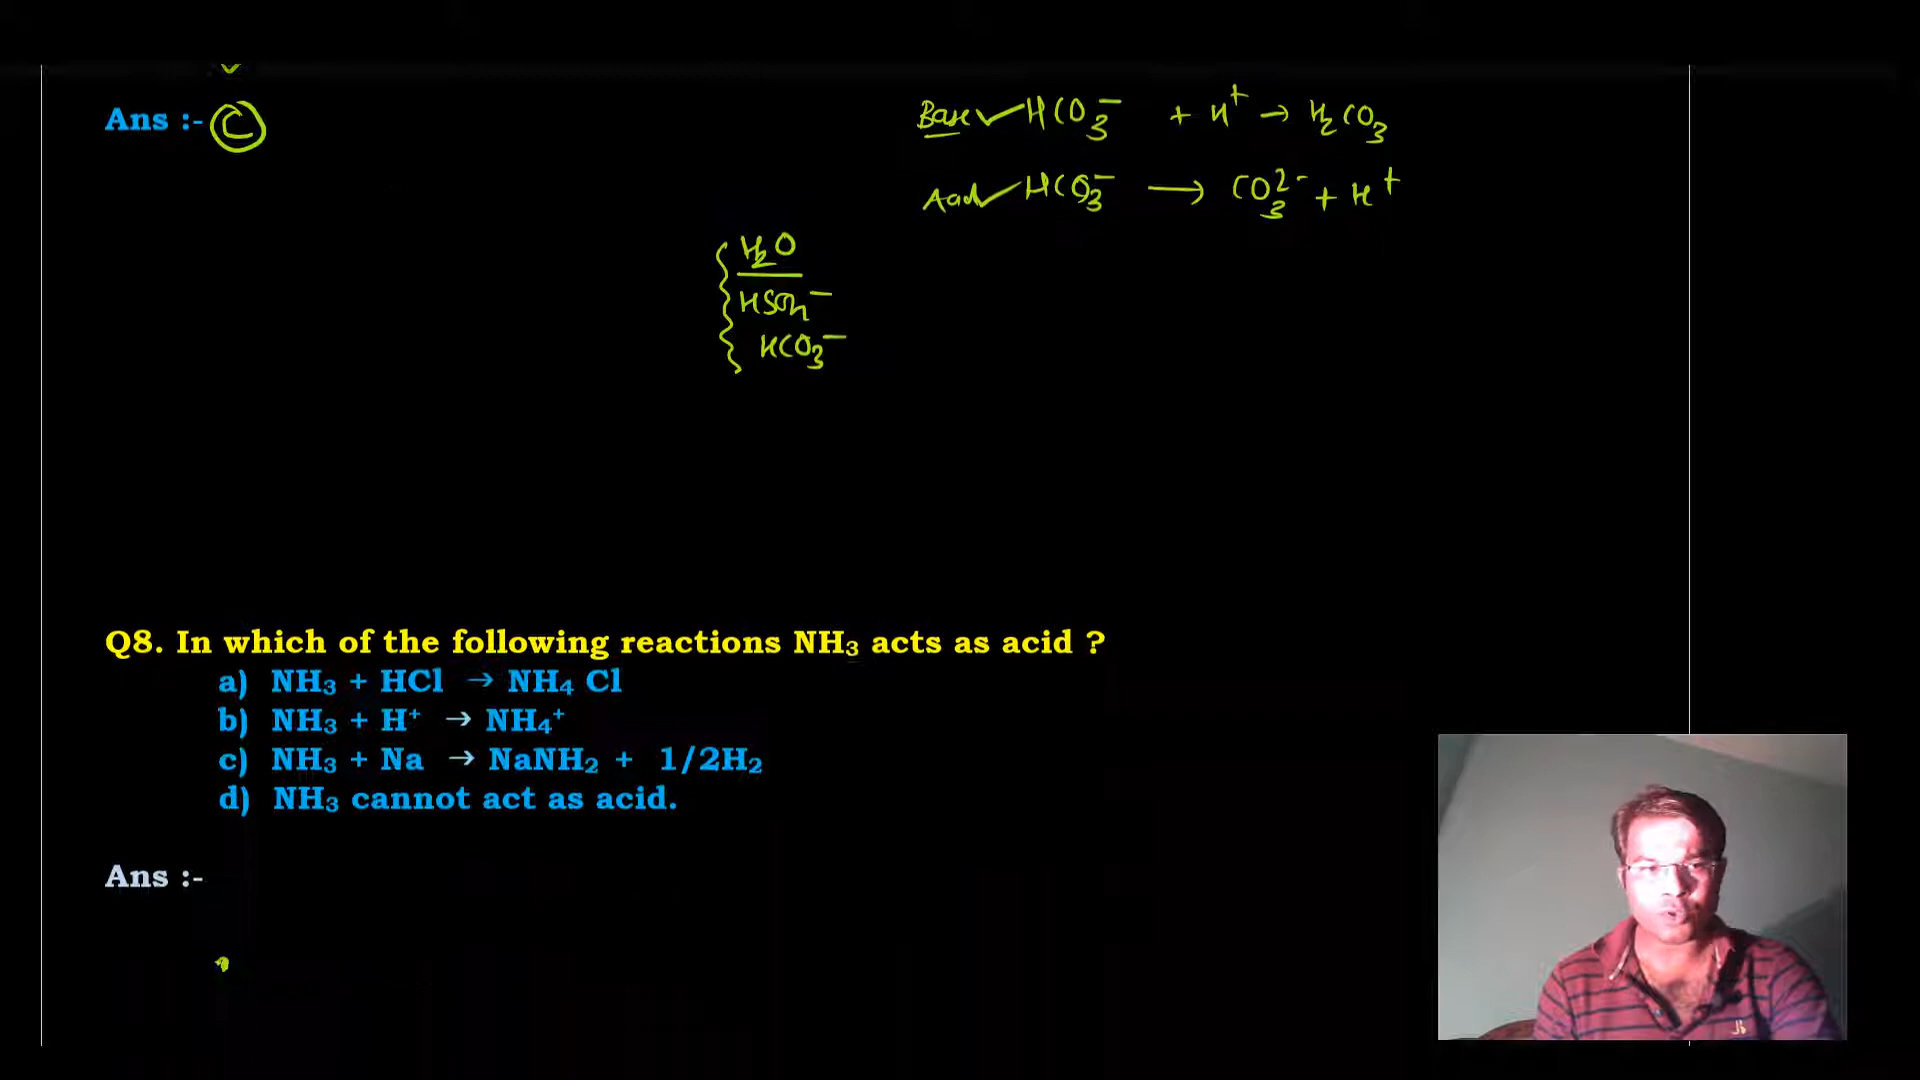 Ans :- C
Base ✓ HCO₃⁻ + H⁺ → H₂CO₃
Acid ✓ HCO₃⁻ → CO₃²⁻ + H⁺
H₂O
HSO₄⁻
HCO₃⁻
Q8. In which of the following reactions NH₃ acts as acid ?
a) NH₃ + HCl → NH₄ Cl
b) NH₃ + H⁺ → NH₄⁺
c) NH₃ + Na → NaNH₂ + 1/2H₂
d) NH₃ cannot act as acid.
Ans :-